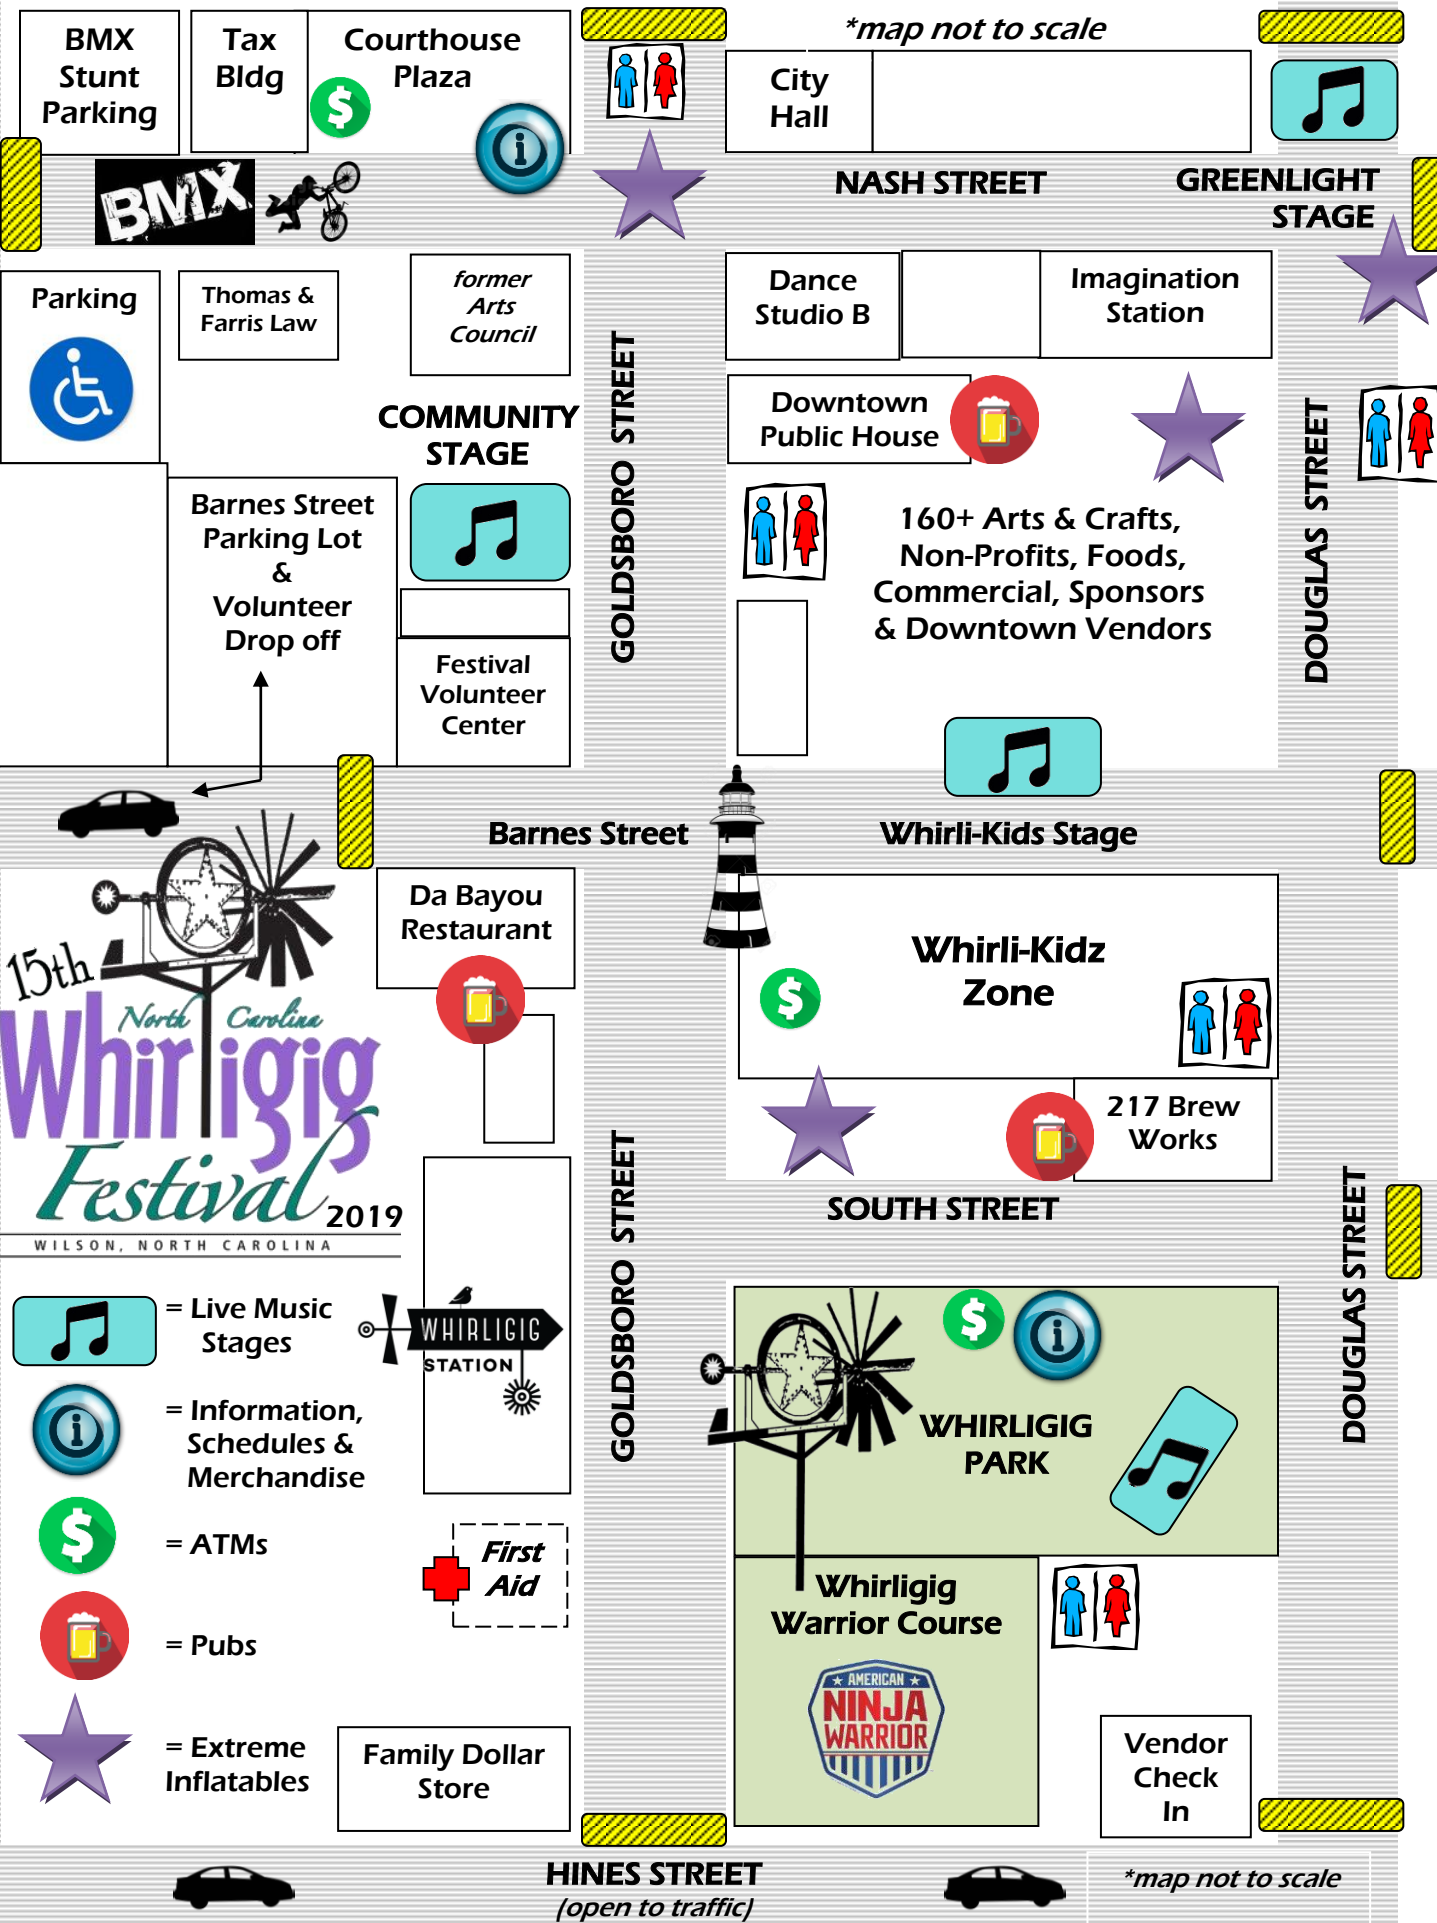 BMX
Stunt
Parking
Tax
Bldg
Courthouse
Plaza
$
i
*map not to scale
City
Hall
BMX
NASH STREET
GREENLIGHT
STAGE
Parking
Thomas &
Farris Law
former
Arts
Council
Dance
Studio B
Imagination
Station
COMMUNITY
STAGE
GOLDSBORO STREET
Downtown
Public House
DOUGLAS STREET
Barnes Street
Parking Lot
&
Volunteer
Drop off
160+ Arts & Crafts,
Non-Profits, Foods,
Commercial, Sponsors
& Downtown Vendors
Festival
Volunteer
Center
Barnes Street
Whirli-Kids Stage
Da Bayou
Restaurant
Whirli-Kidz
Zone
$
15th
North Carolina
Whirligig
Festival
2019
WILSON, NORTH CAROLINA
217 Brew
Works
SOUTH STREET
GOLDSBORO STREET
DOUGLAS STREET
= Live Music
Stages
WHIRLIGIG
STATION
$
i
WHIRLIGIG
PARK
i
= Information,
Schedules &
Merchandise
$
= ATMs
First
Aid
Whirligig
Warrior Course
= Pubs
AMERICAN
NINJA
WARRIOR
= Extreme
Inflatables
Family Dollar
Store
Vendor
Check
In
HINES STREET
(open to traffic)
*map not to scale